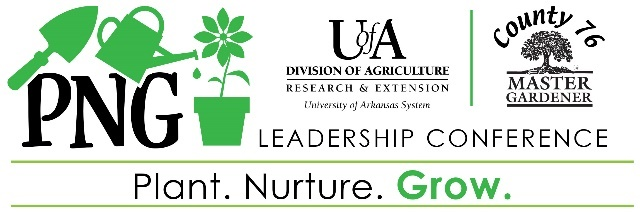 PNG
LEADERSHIP CONFERENCE
UofA
DIVISION OF AGRICULTURE
RESEARCH & EXTENSION
University of Arkansas System
County 76
MASTER
GARDENER
Plant. Nurture. Grow.